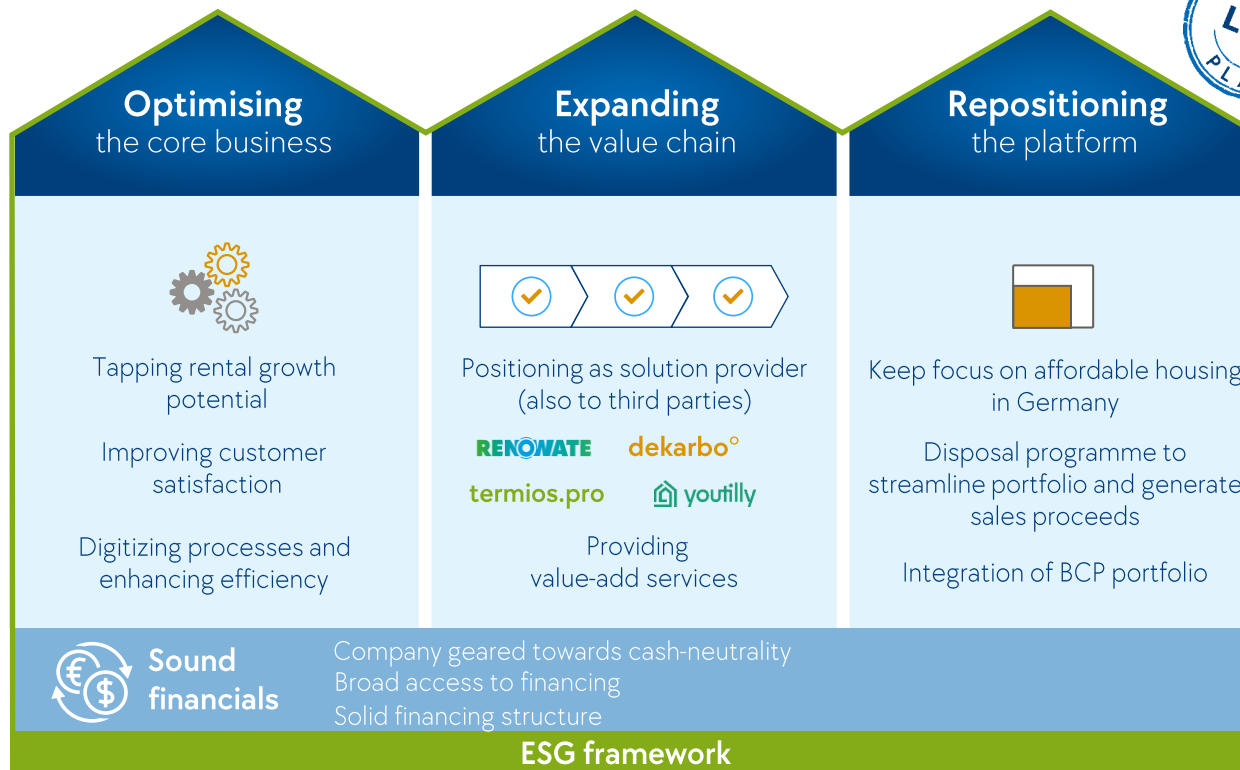 Optimising
the core business
Tapping rental growth
potential
Improving customer
satisfaction
Digitizing processes and
enhancing efficiency
Expanding
the value chain
Positioning as solution provider
(also to third parties)
RENOWATE
dekarbo°
termios.pro
youtilly
Providing
value-add services
Repositioning
the platform
Keep focus on affordable housing
in Germany
Disposal programme to
streamline portfolio and generate
sales proceeds
Integration of BCP portfolio
€
$
Sound
financials
Company geared towards cash-neutrality
Broad access to financing
Solid financing structure
ESG framework